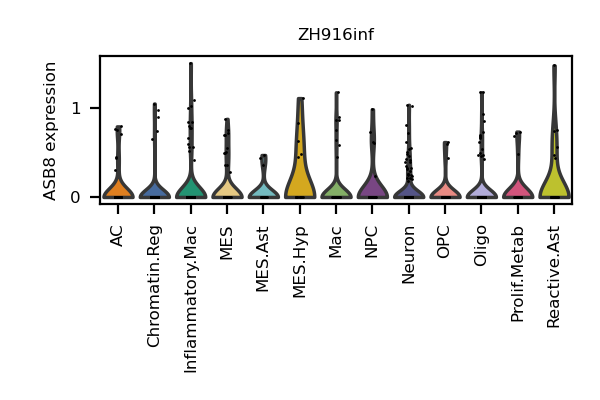 ZH916inf
ASB8 expression
1
0
AC
Chromatin.Reg
Inflammatory.Mac
MES
MES.Ast
MES.Hyp
Mac
NPC
Neuron
OPC
Oligo
Prolif.Metab
Reactive.Ast